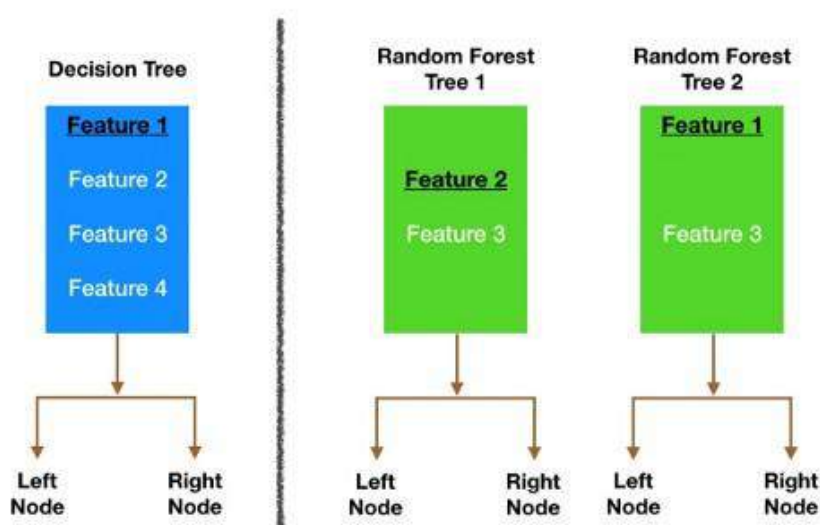 Decision Tree
Feature 1
Feature 2
Feature 3
Feature 4
Left
Node
Right
Node
Random Forest
Tree 1
Feature 2
Feature 3
Left
Node
Right
Node
Random Forest
Tree 2
Feature 1
Feature 3
Left
Node
Right
Node